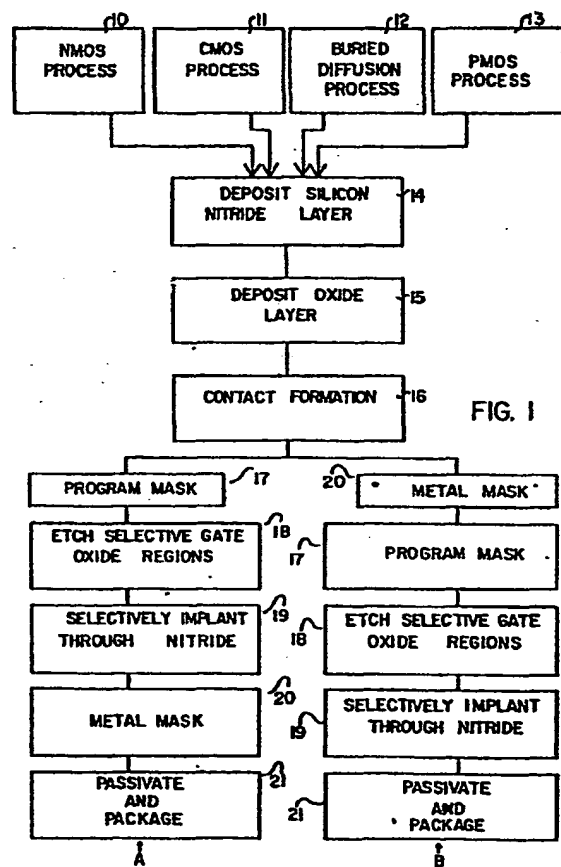 10
11
12
13
NMOS
PROCESS
CMOS
PROCESS
BURIED
DIFFUSION
PROCESS
PMOS
PROCESS
DEPOSIT SILICON
NITRIDE LAYER
14
DEPOSIT OXIDE
LAYER
15
CONTACT FORMATION
16
FIG. 1
PROGRAM MASK
17
ETCH SELECTIVE GATE
OXIDE REGIONS
18
SELECTIVELY IMPLANT
THROUGH NITRIDE
19
METAL MASK
20
PASSIVATE
AND
PACKAGE
21
A
20
METAL MASK
17
PROGRAM MASK
18
ETCH SELECTIVE GATE
OXIDE REGIONS
19
SELECTIVELY IMPLANT
THROUGH NITRIDE
21
PASSIVATE
AND
PACKAGE
B